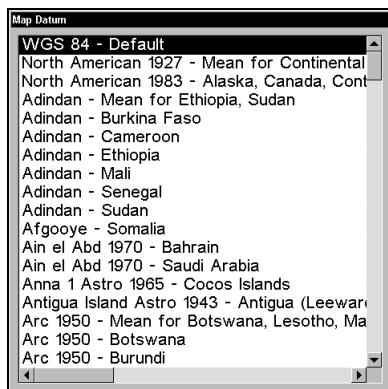 Map Datum
WGS 84 - Default
North American 1927 - Mean for Continental
North American 1983 - Alaska, Canada, Cont
Adindan - Mean for Ethiopia, Sudan
Adindan - Burkina Faso
Adindan - Cameroon
Adindan - Ethiopia
Adindan - Mali
Adindan - Senegal
Adindan - Sudan
Afgooye - Somalia
Ain el Abd 1970 - Bahrain
Ain el Abd 1970 - Saudi Arabia
Anna 1 Astro 1965 - Cocos Islands
Antigua Island Astro 1943 - Antigua (Leewar
Arc 1950 - Mean for Botswana, Lesotho, Ma
Arc 1950 - Botswana
Arc 1950 - Burundi